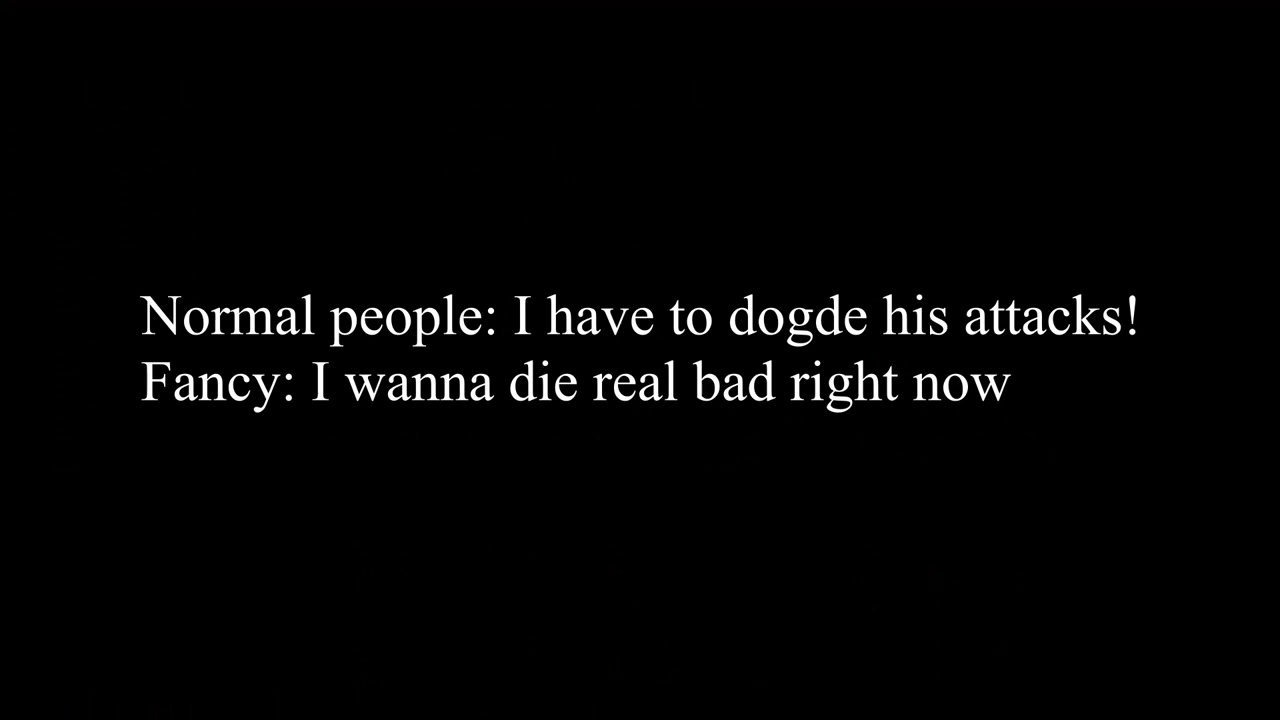 Normal people: I have to dogde his attacks!
Fancy: I wanna die real bad right now